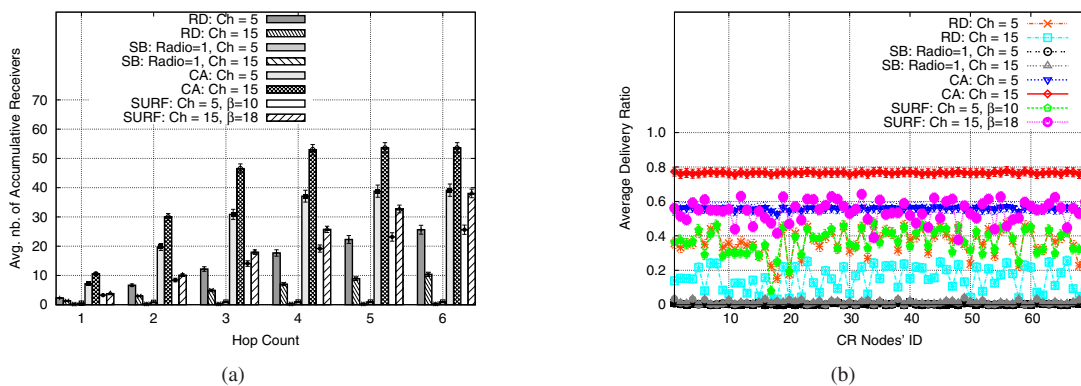 RD: Ch = 5
RD: Ch = 15
SB: Radio=1, Ch = 5
SB: Radio=1, Ch = 15
CA: Ch = 5
CA: Ch = 15
SURF: Ch = 5, β=10
SURF: Ch = 15, β=18
Avg. nb. of Accumulative Receivers
70
60
50
40
30
20
10
0
1 2 3 4 5 6
Hop Count
(a)
RD: Ch = 5
RD: Ch = 15
SB: Radio=1, Ch = 5
SB: Radio=1, Ch = 15
CA: Ch = 5
CA: Ch = 15
SURF: Ch = 5, β=10
SURF: Ch = 15, β=18
Average Delivery Ratio
1.0
0.8
0.6
0.4
0.2
0
10 20 30 40 50 60
CR Nodes' ID
(b)